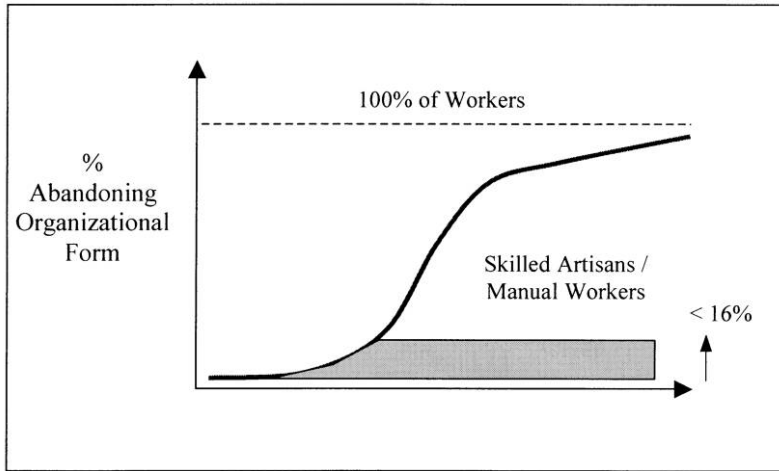 100% of Workers
%
Abandoning
Organizational
Form
Skilled Artisans /
Manual Workers
< 16%